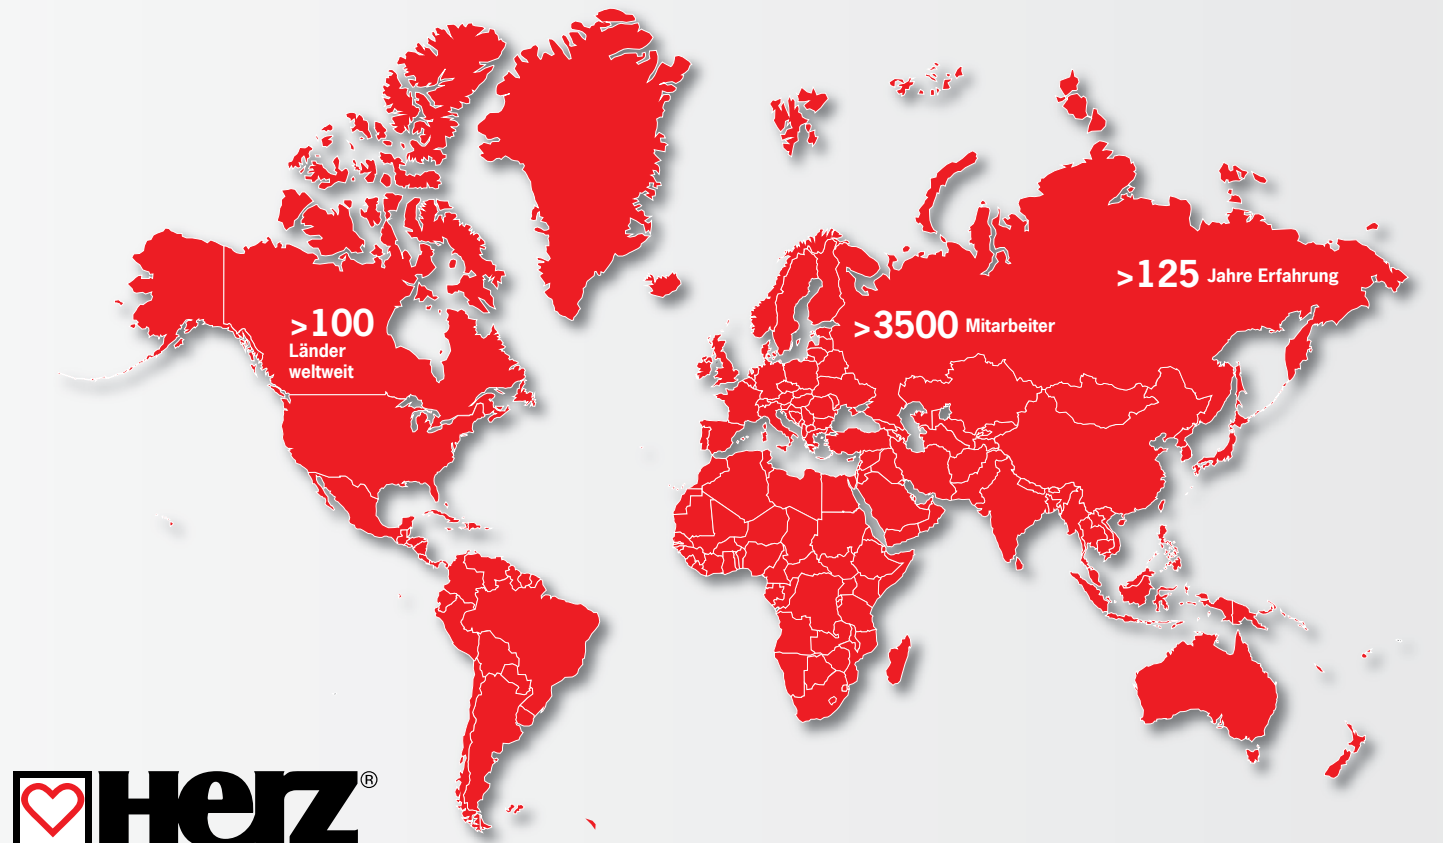 >125 Jahre Erfahrung
>100
Länder
weltweit
>3500 Mitarbeiter
Herz®